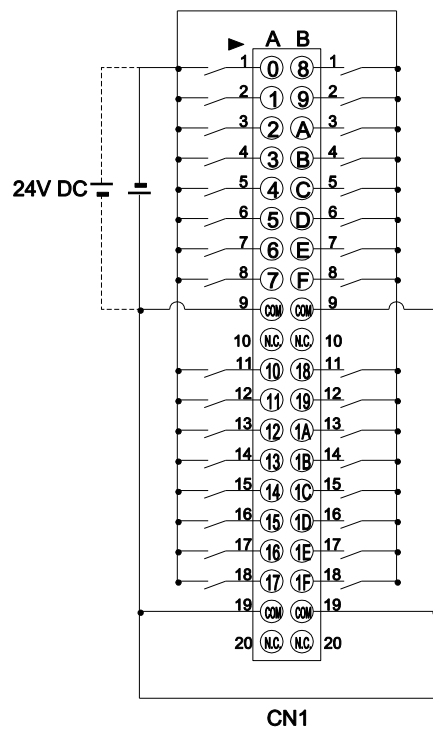 A B
1 0 8 1
2 1 9 2
3 2 A 3
4 3 B 4
5 4 C 5
24V DC
6 5 D 6
7 6 E 7
8 7 F 8
9 COM COM 9
10 N.C. N.C. 10
11 10 18 11
12 11 19 12
13 12 1A 13
14 13 1B 14
15 14 1C 15
16 15 1D 16
17 16 1E 17
18 17 1F 18
19 COM COM 19
20 N.C. N.C. 20
CN1